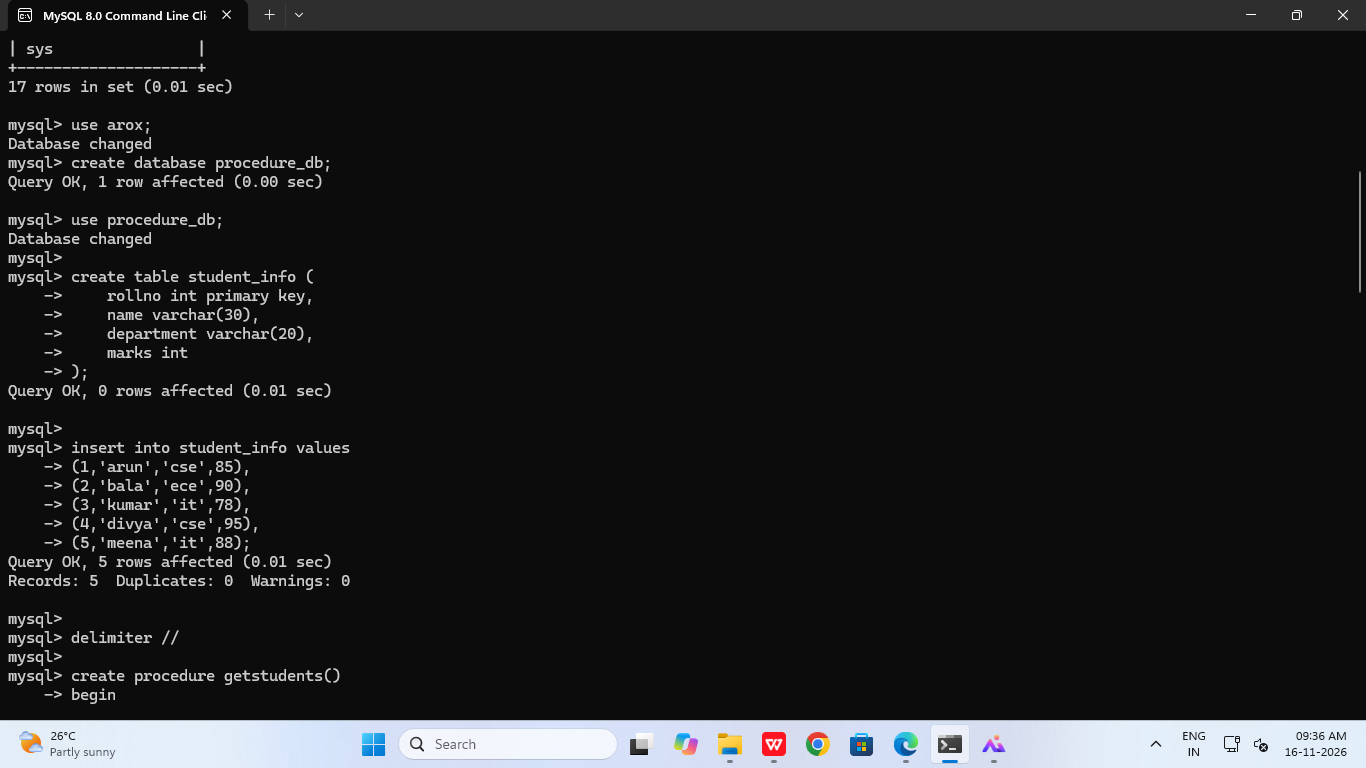 MySQL 8.0 Command Line Cli
| sys                |
+--------------------+
17 rows in set (0.01 sec)
mysql> use arox;
Database changed
mysql> create database procedure_db;
Query OK, 1 row affected (0.00 sec)
mysql> use procedure_db;
Database changed
mysql>
mysql> create table student_info (
    ->     rollno int primary key,
    ->     name varchar(30),
    ->     department varchar(20),
    ->     marks int
    -> );
Query OK, 0 rows affected (0.01 sec)
mysql>
mysql> insert into student_info values
    -> (1,'arun','cse',85),
    -> (2,'bala','ece',90),
    -> (3,'kumar','it',78),
    -> (4,'divya','cse',95),
    -> (5,'meena','it',88);
Query OK, 5 rows affected (0.01 sec)
Records: 5  Duplicates: 0  Warnings: 0
mysql>
mysql> delimiter //
mysql>
mysql> create procedure getstudents()
    -> begin
26°C
Partly sunny
Search
ENG
IN
09:36 AM
16-11-2026